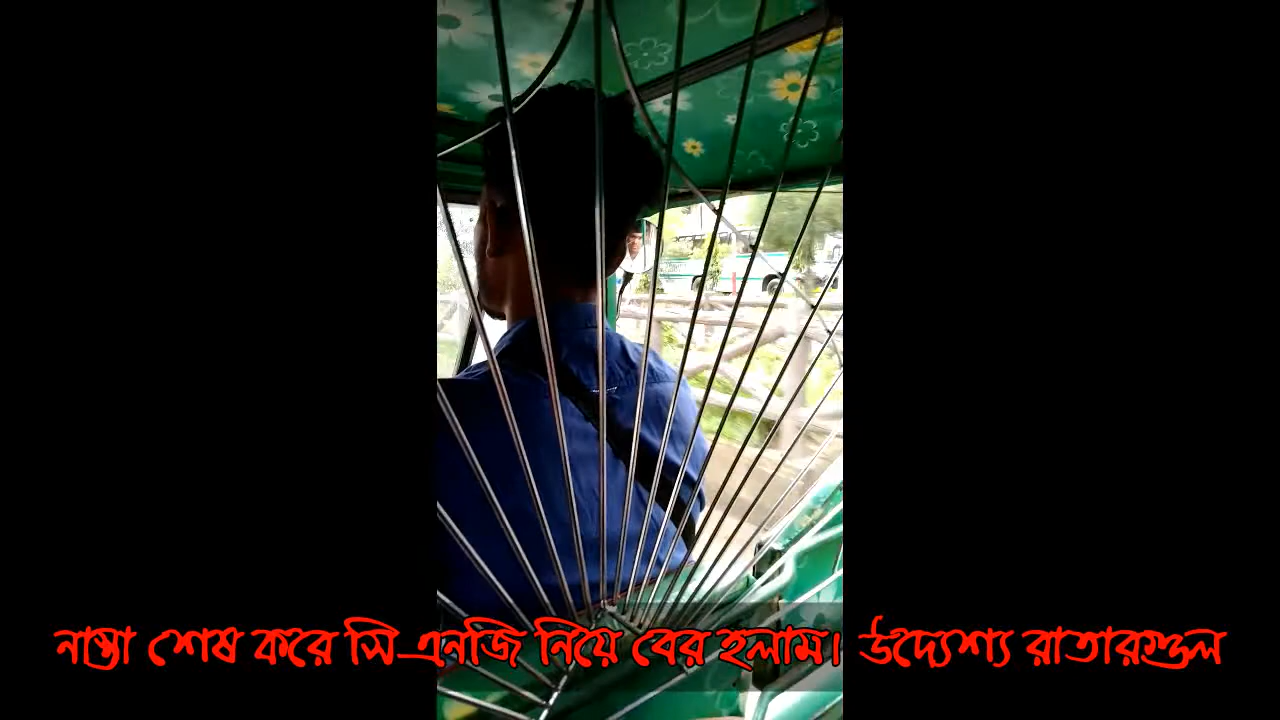 নাস্তা শেষ করে সিএনজি নিয়ে বের হলাম। উদ্যেশ্য রাতারগুল